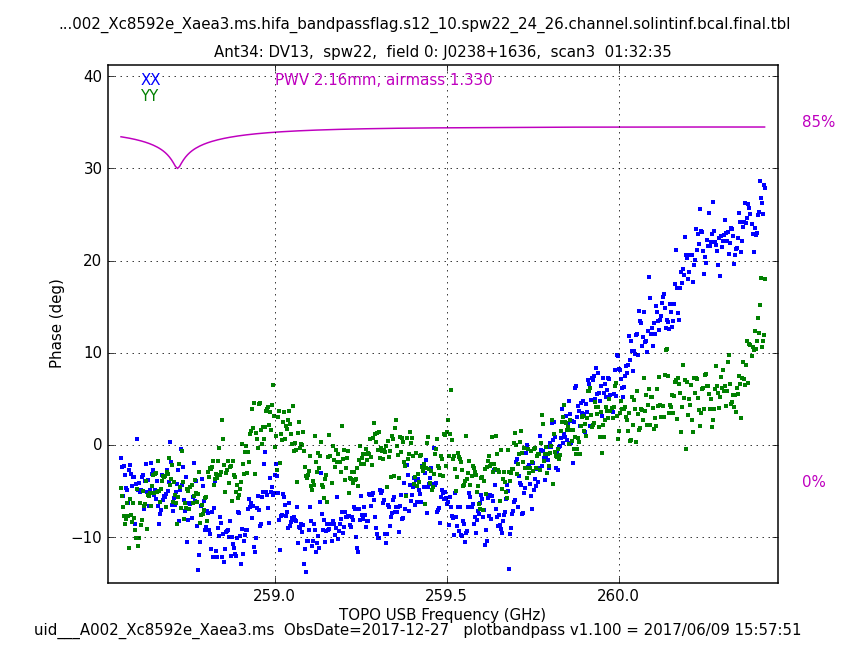 ...002_Xc8592e_Xaea3.ms.hifa_bandpassflag.s12_10.spw22_24_26.channel.solintinf.bcal.final.tbl
Ant34: DV13,  spw22,  field 0: J0238+1636,  scan3  01:32:35
40
XX
PWV 2.16mm, airmass 1.330
YY
85%
30
20
10
0
0%
−10
Phase (deg)
259.0
259.5
260.0
TOPO USB Frequency (GHz)
uid___A002_Xc8592e_Xaea3.ms  ObsDate=2017-12-27   plotbandpass v1.100 = 2017/06/09 15:57:51